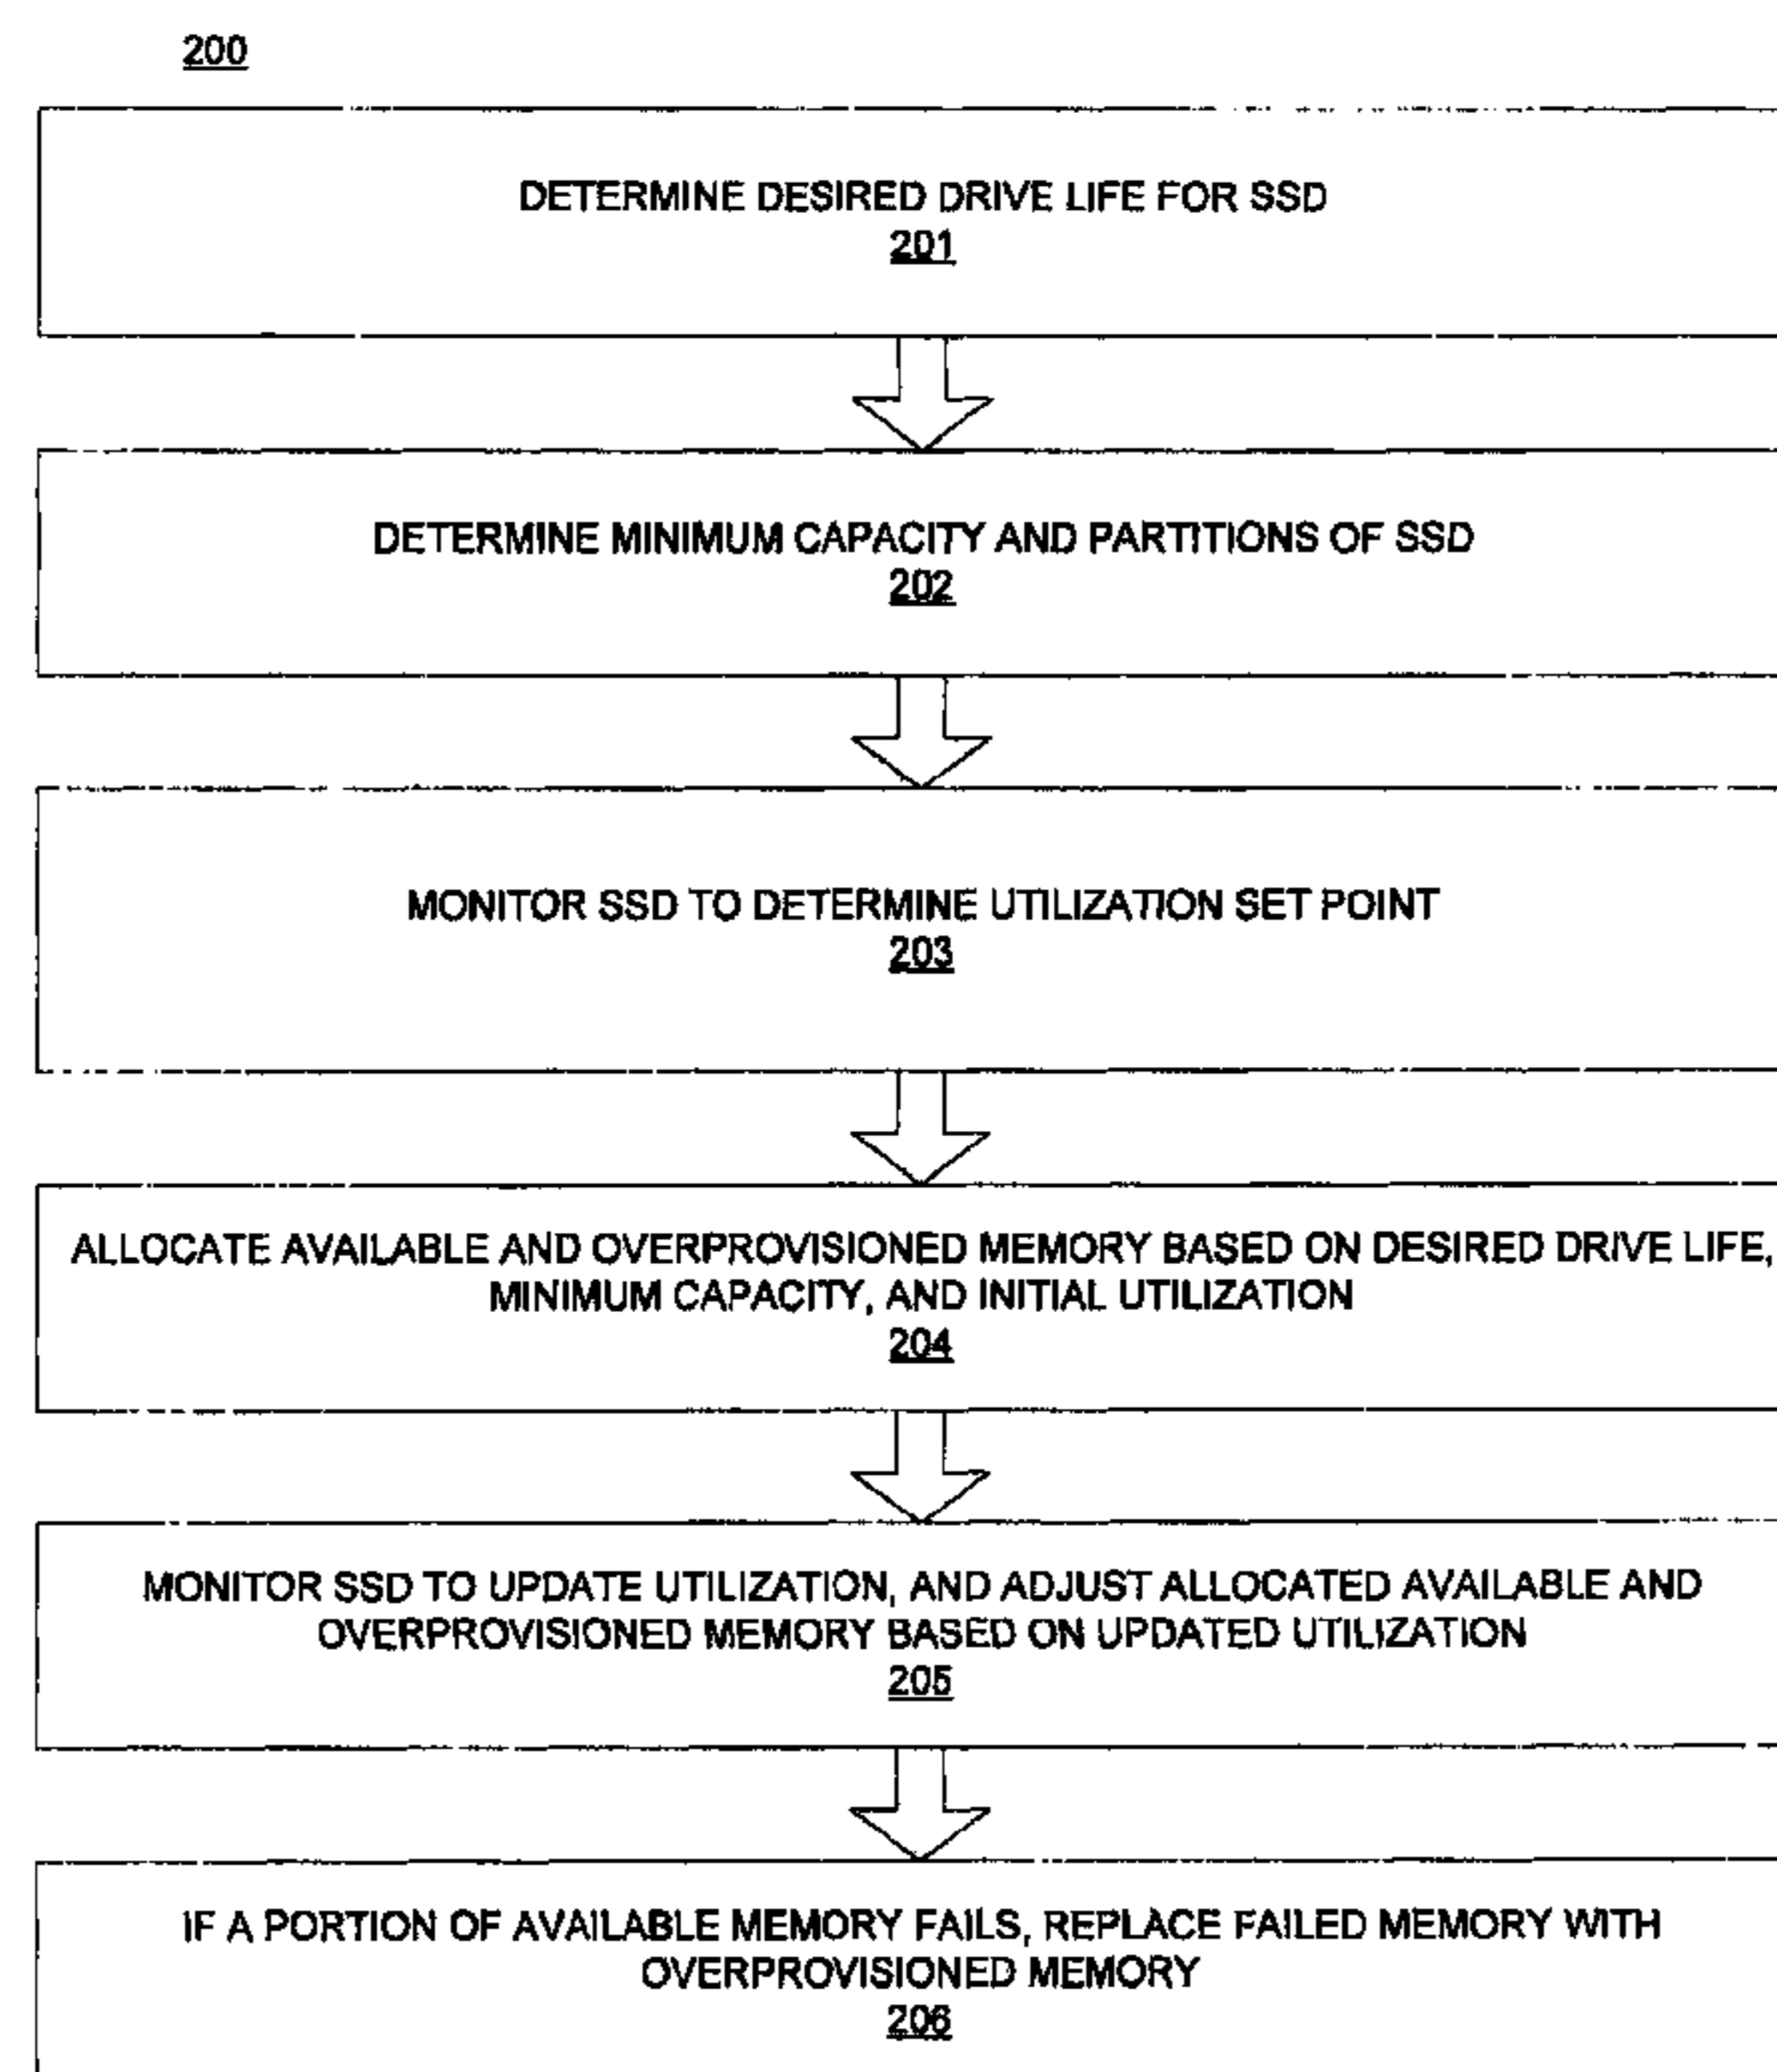 200
DETERMINE DESIRED DRIVE LIFE FOR SSD
201
DETERMINE MINIMUM CAPACITY AND PARTITIONS OF SSD
202
MONITOR SSD TO DETERMINE UTILIZATION SET POINT
203
ALLOCATE AVAILABLE AND OVERPROVISIONED MEMORY BASED ON DESIRED DRIVE LIFE,
MINIMUM CAPACITY, AND INITIAL UTILIZATION
204
MONITOR SSD TO UPDATE UTILIZATION, AND ADJUST ALLOCATED AVAILABLE AND
OVERPROVISIONED MEMORY BASED ON UPDATED UTILIZATION
205
IF A PORTION OF AVAILABLE MEMORY FAILS, REPLACE FAILED MEMORY WITH
OVERPROVISIONED MEMORY
206